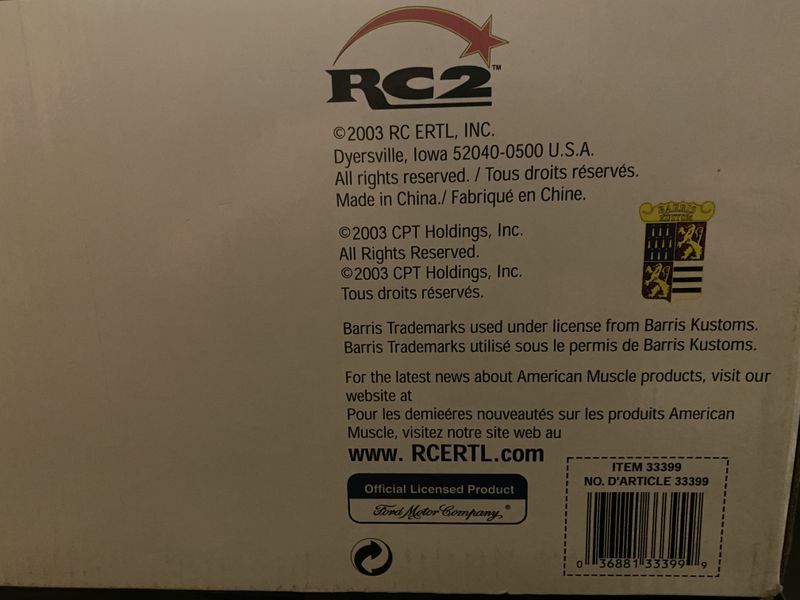 RC2™
©2003 RC ERTL, INC.
Dyersville, Iowa 52040-0500 U.S.A.
All rights reserved. / Tous droits réservés.
Made in China./ Fabriqué en Chine.
BARRIS
KUSTOM
©2003 CPT Holdings, Inc.
All Rights Reserved.
©2003 CPT Holdings, Inc.
Tous droits réservés.
Barris Trademarks used under license from Barris Kustoms.
Barris Trademarks utilisé sous le permis de Barris Kustoms.
For the latest news about American Muscle products, visit our
website at
Pour les demieéres nouveautés sur les produits American
Muscle, visitez notre site web au
www. RCERTL.com
Official Licensed Product
Ford Motor Company®
ITEM 33399
NO. D'ARTICLE 33399
0 36881 33399 9